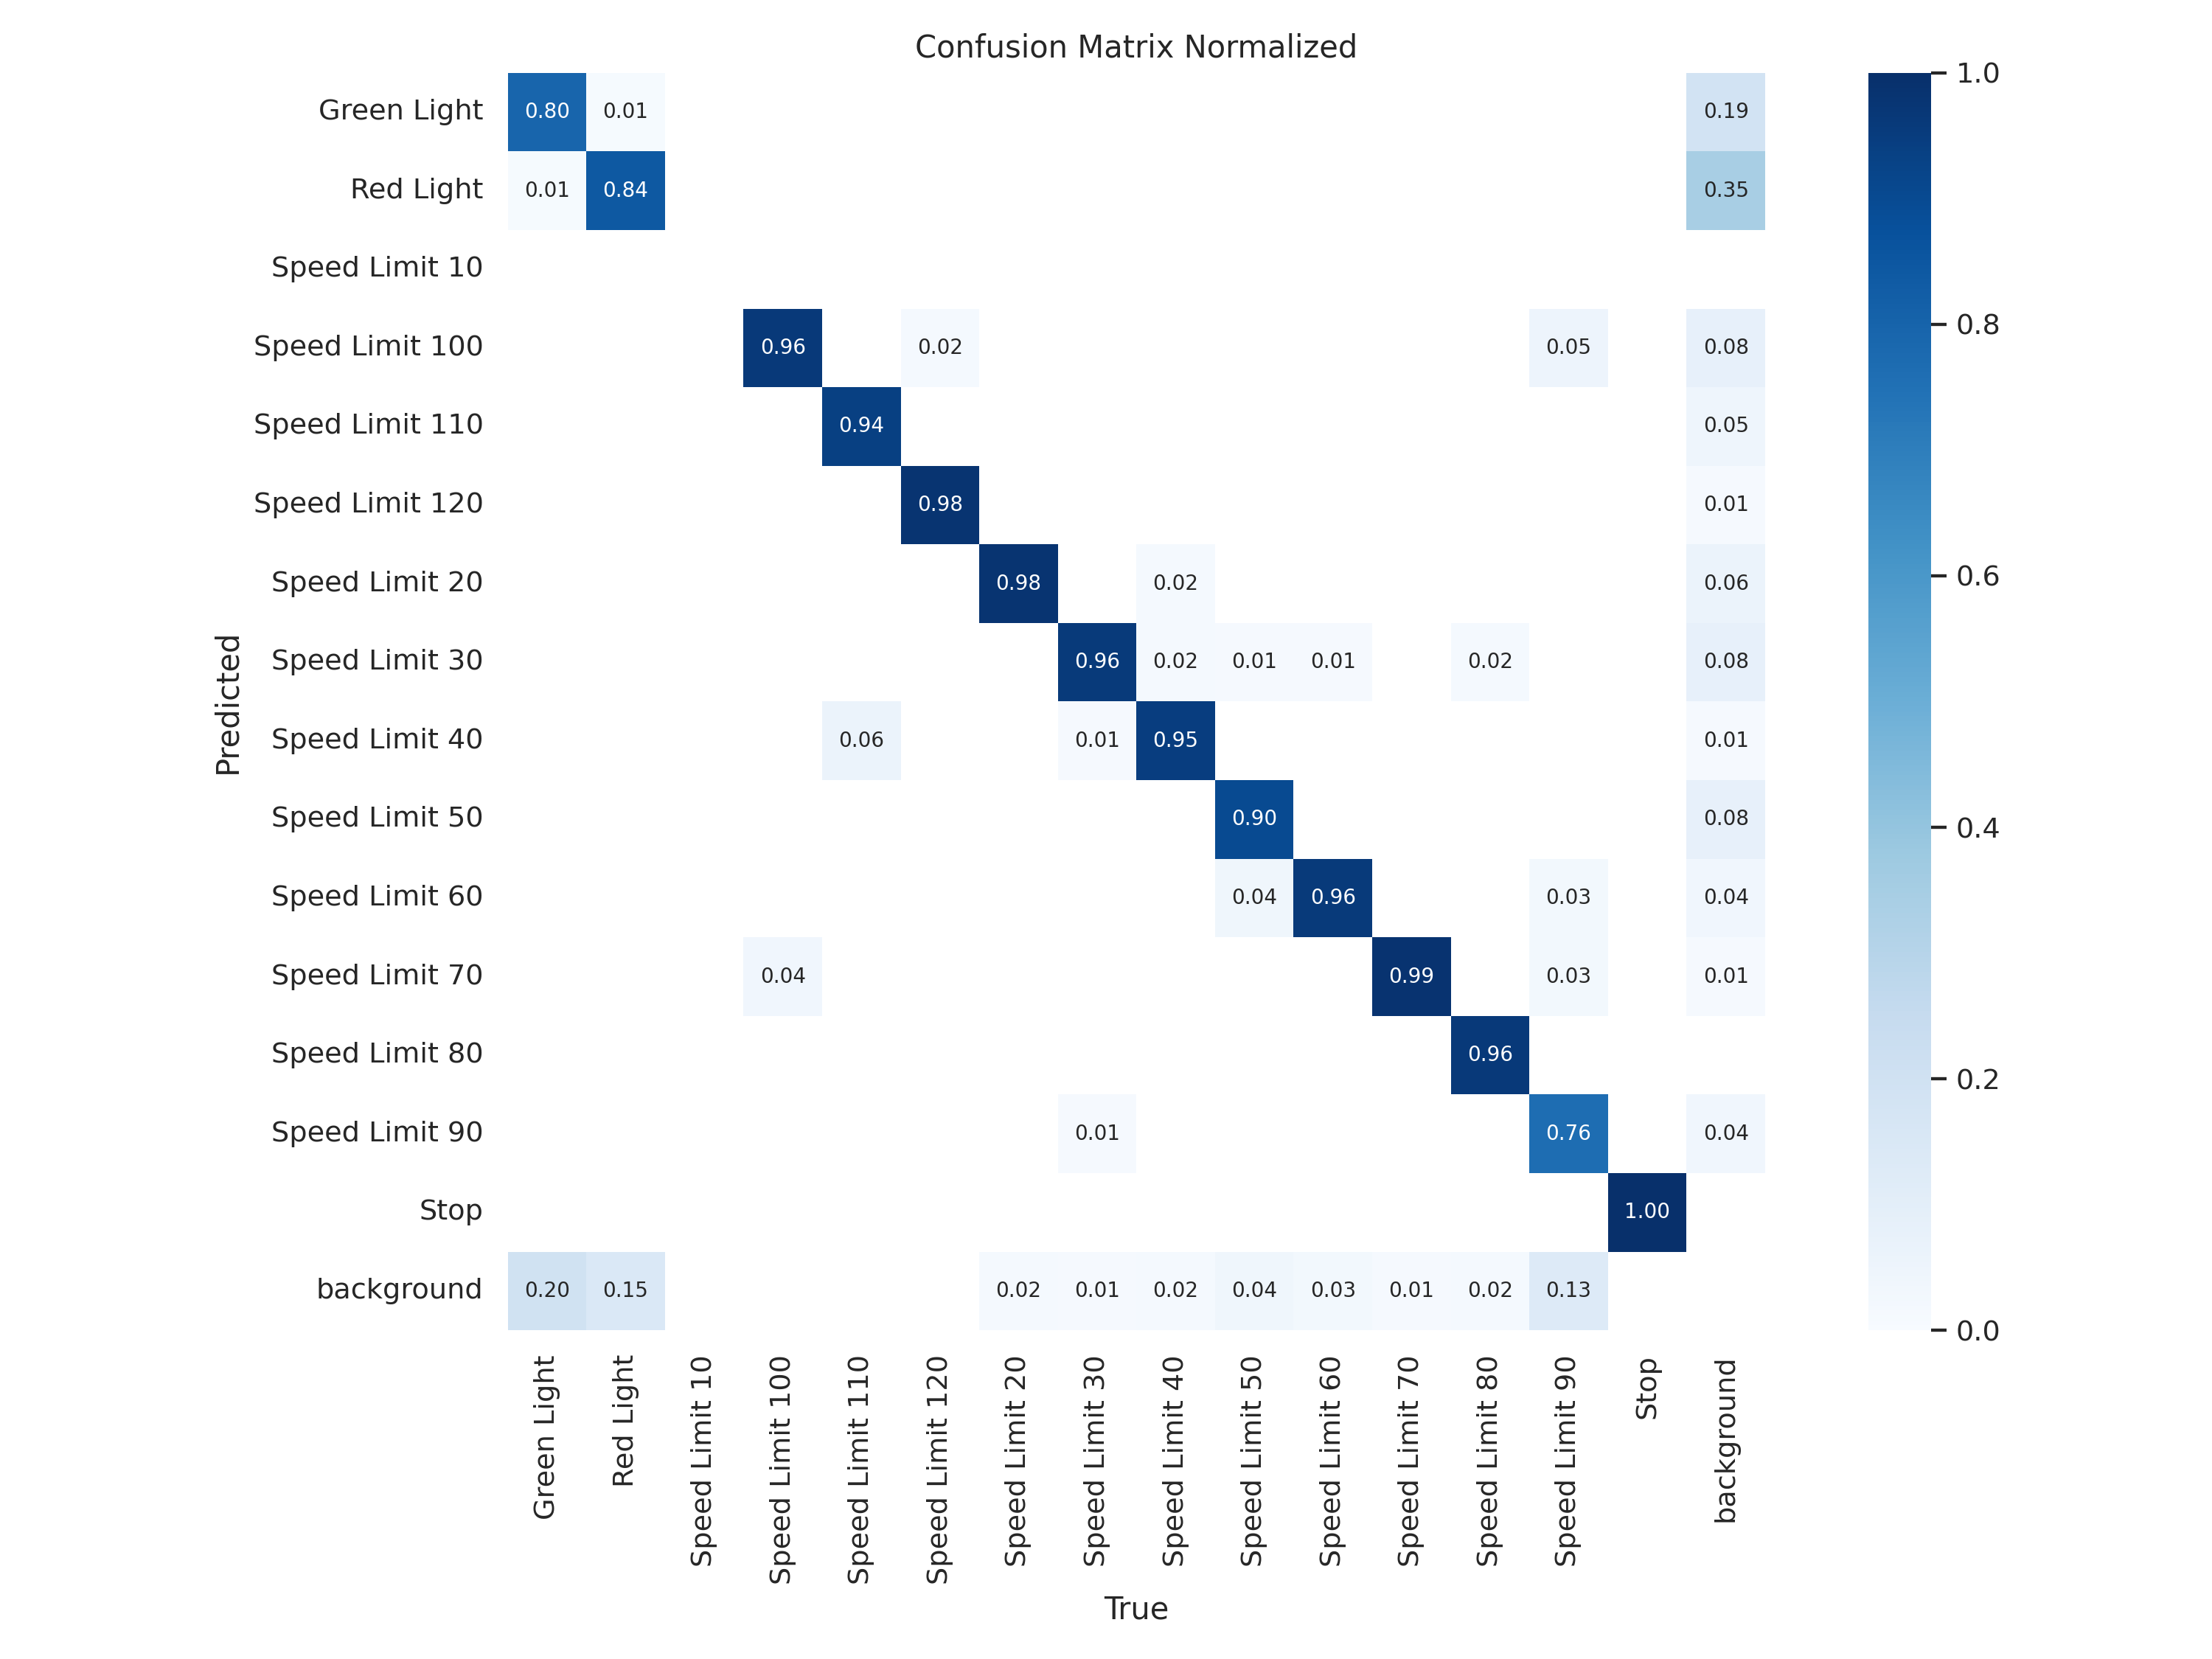 Confusion Matrix Normalized
Green Light 0.80 0.01 0.19
Red Light 0.01 0.84 0.35
Speed Limit 10
Speed Limit 100 0.96 0.02 0.05 0.08
Speed Limit 110 0.94 0.05
Speed Limit 120 0.98 0.01
Speed Limit 20 0.98 0.02 0.06
Speed Limit 30 0.96 0.02 0.01 0.01 0.02 0.08
Speed Limit 40 0.06 0.01 0.95 0.01
Speed Limit 50 0.90 0.08
Speed Limit 60 0.04 0.96 0.03 0.04
Speed Limit 70 0.04 0.99 0.03 0.01
Speed Limit 80 0.96
Speed Limit 90 0.01 0.76 0.04
Stop 1.00
background 0.20 0.15 0.02 0.01 0.02 0.04 0.03 0.01 0.02 0.13
Predicted
Green Light
Red Light
Speed Limit 10
Speed Limit 100
Speed Limit 110
Speed Limit 120
Speed Limit 20
Speed Limit 30
Speed Limit 40
Speed Limit 50
Speed Limit 60
Speed Limit 70
Speed Limit 80
Speed Limit 90
Stop
background
True
1.0
0.8
0.6
0.4
0.2
0.0